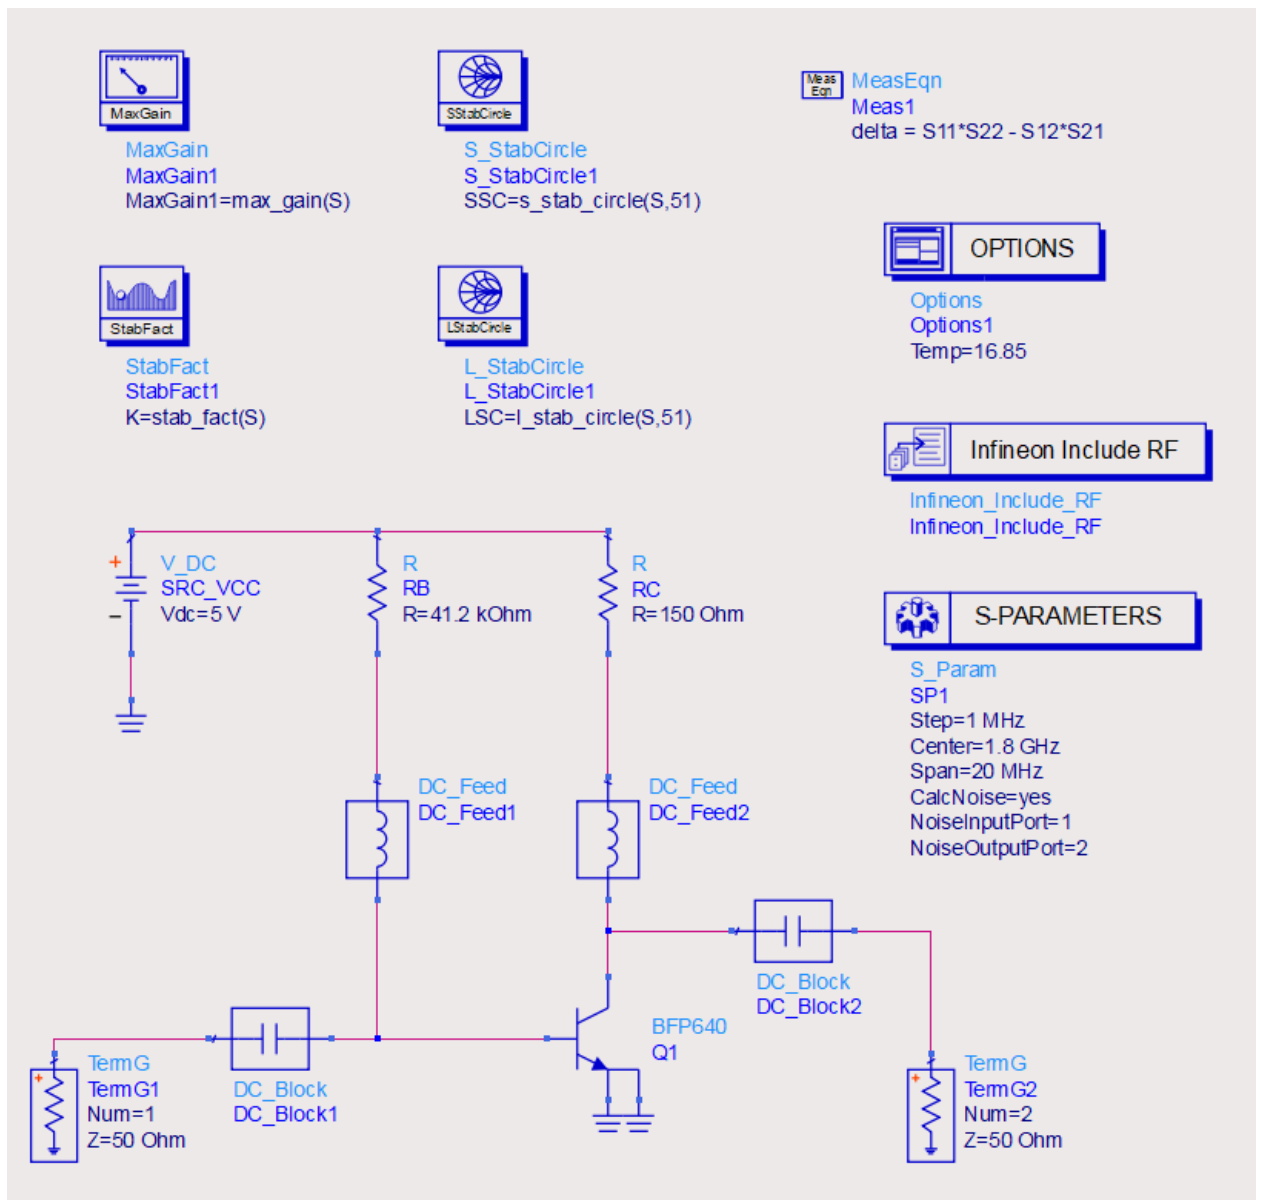 MaxGain
MaxGain
MaxGain1
MaxGain1=max_gain(S)
SStabCircle
S_StabCircle
S_StabCircle1
SSC=s_stab_circle(S,51)
Meas
Eqn
MeasEqn
Meas1
delta = S11*S22 - S12*S21
StabFact
StabFact
StabFact1
K=stab_fact(S)
LStabCircle
L_StabCircle
L_StabCircle1
LSC=l_stab_circle(S,51)
OPTIONS
Options
Options1
Temp=16.85
Infineon Include RF
Infineon_Include_RF
Infineon_Include_RF
S-PARAMETERS
S_Param
SP1
Step=1 MHz
Center=1.8 GHz
Span=20 MHz
CalcNoise=yes
NoiseInputPort=1
NoiseOutputPort=2
+
V_DC
SRC_VCC
Vdc=5 V
–
R
RB
R=41.2 kOhm
R
RC
R=150 Ohm
DC_Feed
DC_Feed1
DC_Feed
DC_Feed2
DC_Block
DC_Block2
BFP640
Q1
+
TermG
TermG1
Num=1
Z=50 Ohm
DC_Block
DC_Block1
+
TermG
TermG2
Num=2
Z=50 Ohm